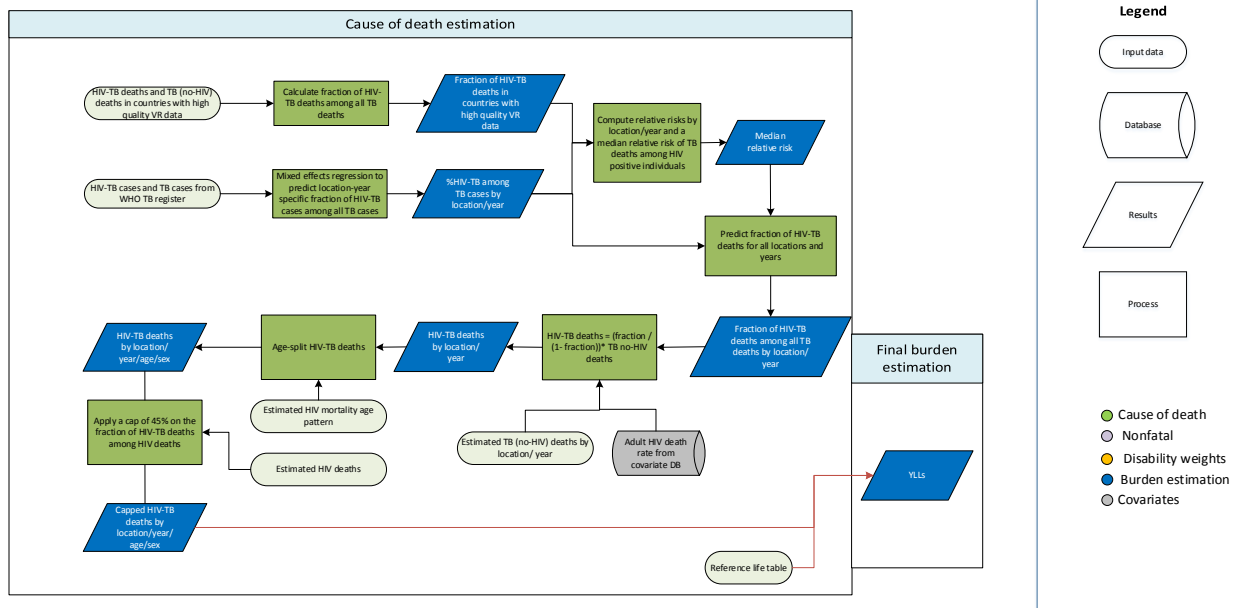 Cause of death estimation
HIV-TB deaths and TB (no-HIV)
deaths in countries with high
quality VR data
Calculate fraction of HIV-
TB deaths among all TB
deaths
Fraction of HIV-TB
deaths in
countries with
high quality VR
data
Compute relative risks by
location/year and a
median relative risk of TB
deaths among HIV
positive individuals
Median
relative risk
HIV-TB cases and TB cases from
WHO TB register
Mixed effects regression to
predict location-year
specific fraction of HIV-TB
cases among all TB cases
%HIV-TB among
TB cases by
location/year
Predict fraction of HIV-TB
deaths for all locations and
years
HIV-TB deaths
by location/
year/age/sex
Age-split HIV-TB deaths
HIV-TB deaths
by location/
year
HIV-TB deaths = (fraction /
(1- fraction))* TB no-HIV
deaths
Fraction of HIV-TB
deaths among all TB
deaths by location/
year
Final burden
estimation
Apply a cap of 45% on the
fraction of HIV-TB deaths
among HIV deaths
Estimated HIV mortality age
pattern
Estimated HIV deaths
Estimated TB (no-HIV) deaths by
location/ year
Adult HIV death
rate from
covariate DB
YLLs
Capped HIV-TB
deaths by
location/year/
age/sex
Reference life table
Legend
Input data
Database
Results
Process
Cause of death
Nonfatal
Disability weights
Burden estimation
Covariates